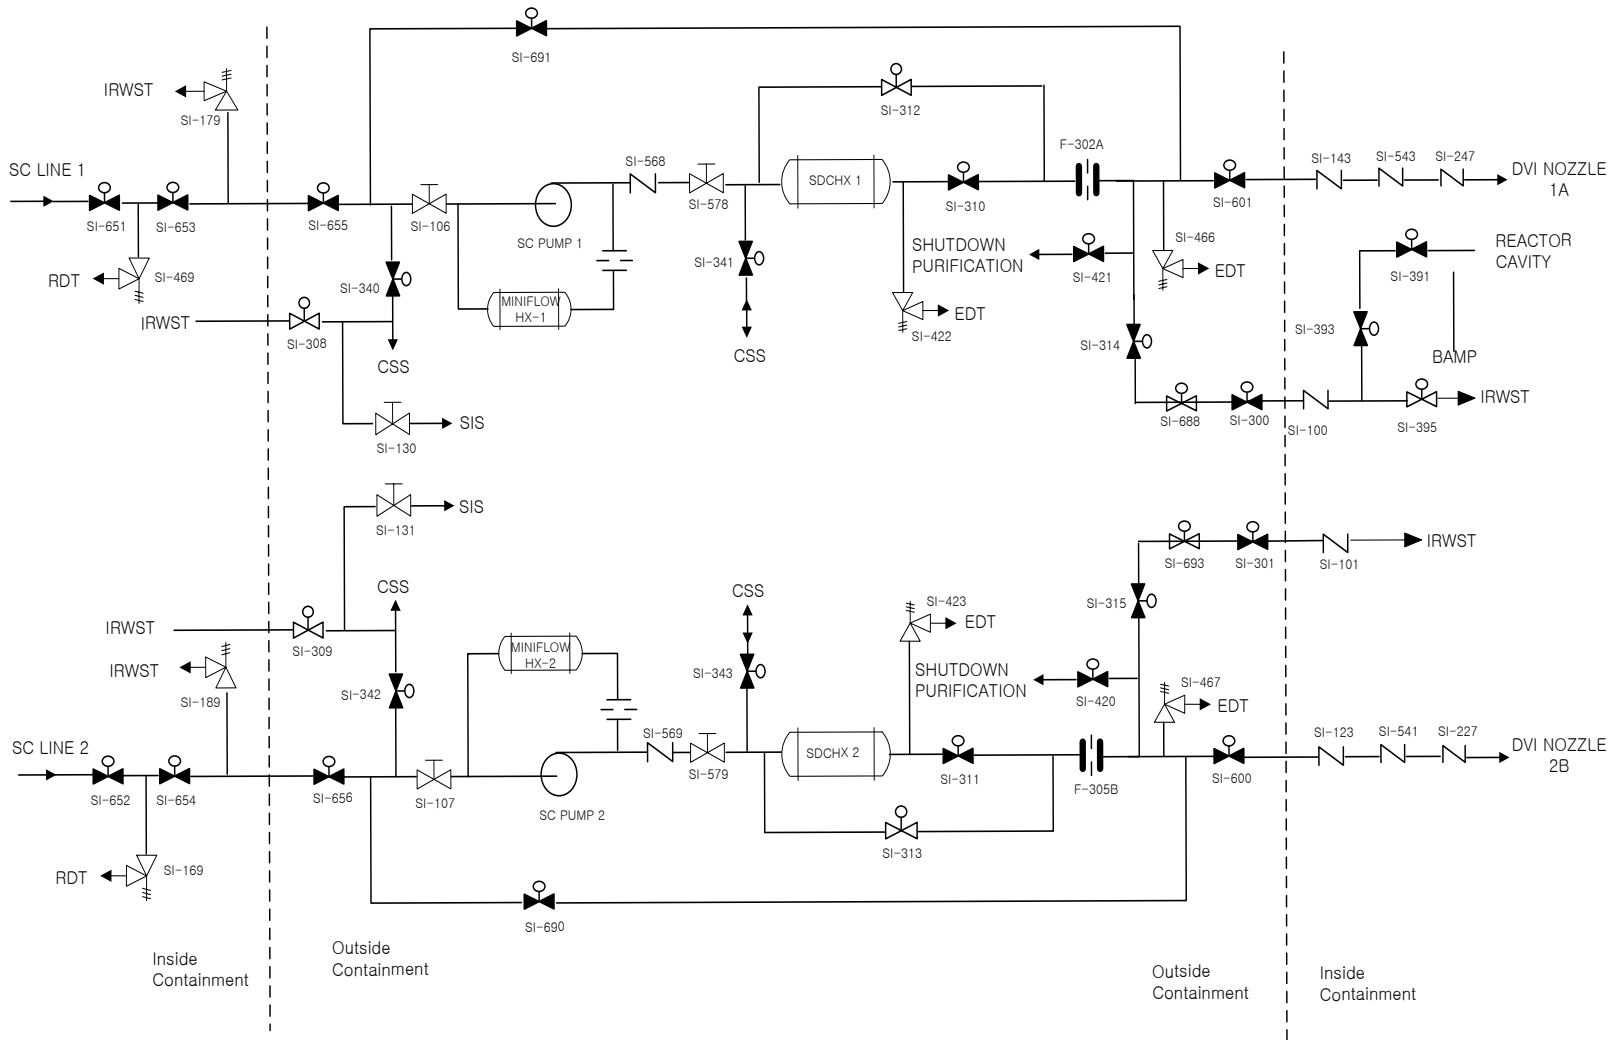 SI-691
IRWST
SI-179
SI-312
F-302A
SC LINE 1
SI-568
SDCHX 1
SI-143
SI-543
SI-247
DVI NOZZLE
1A
SI-651
SI-653
SI-655
SI-106
SC PUMP 1
SI-578
SI-310
SI-601
RDT
SI-469
SI-340
SI-341
SHUTDOWN
PURIFICATION
SI-421
SI-466
EDT
SI-391
REACTOR
CAVITY
IRWST
SI-308
CSS
MINIFLOW
HX-1
CSS
SI-422
EDT
SI-314
SI-393
BAMP
SI-688
SI-300
SI-100
SI-395
IRWST
SI-130
SIS
SI-131
SIS
SI-693
SI-301
SI-101
IRWST
CSS
CSS
SI-423
EDT
SI-315
IRWST
SI-309
MINIFLOW
HX-2
IRWST
SI-189
SI-342
SI-343
SHUTDOWN
PURIFICATION
SI-420
SI-467
EDT
SC LINE 2
SI-569
SDCHX 2
SI-123
SI-541
SI-227
DVI NOZZLE
2B
SI-652
SI-654
SI-656
SI-107
SC PUMP 2
SI-579
SI-311
F-305B
SI-600
SI-313
RDT
SI-169
SI-690
Inside
Containment
Outside
Containment
Outside
Containment
Inside
Containment